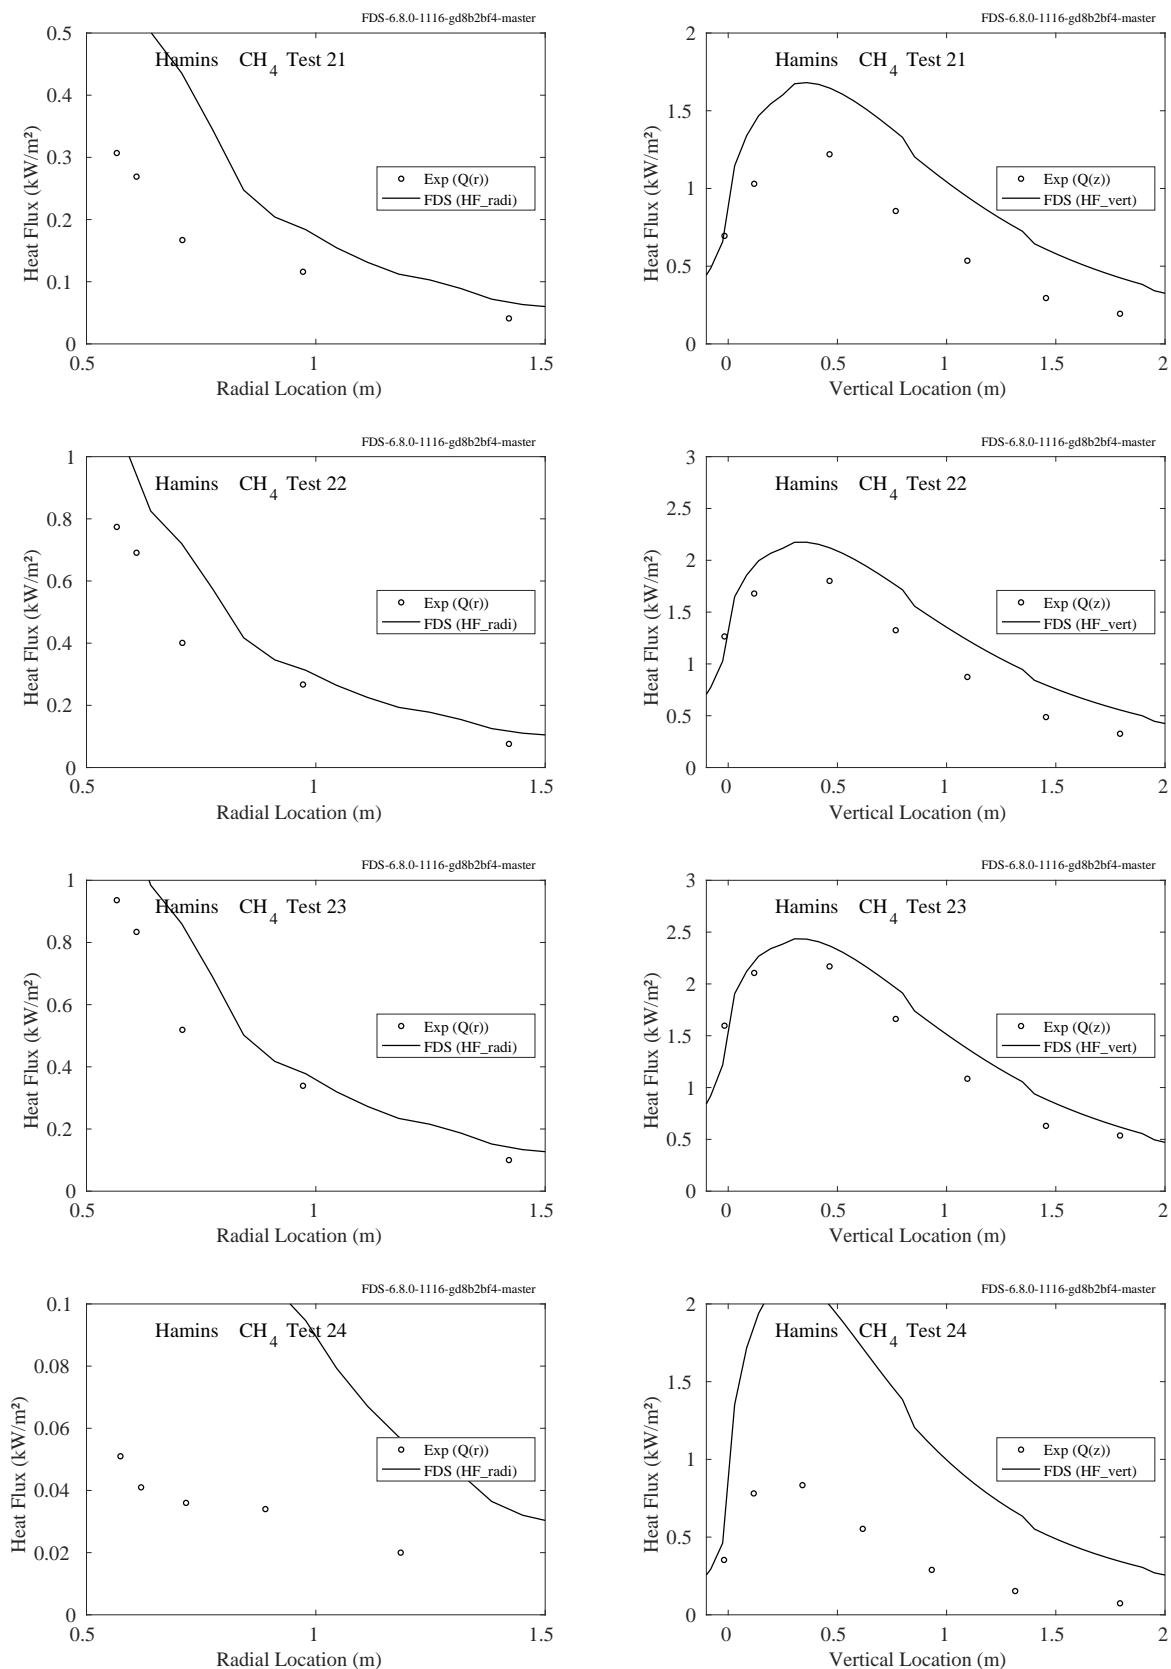 FDS-6.8.0-1116-gd8b2bf4-master
Hamins CH4 Test 21
Heat Flux (kW/m²)
0.5
0.4
0.3
0.2
0.1
0
Exp (Q(r))
FDS (HF_radi)
0.5 1 1.5
Radial Location (m)
FDS-6.8.0-1116-gd8b2bf4-master
Hamins CH4 Test 21
Heat Flux (kW/m²)
2
1.5
1
0.5
0
Exp (Q(z))
FDS (HF_vert)
0 0.5 1 1.5 2
Vertical Location (m)
FDS-6.8.0-1116-gd8b2bf4-master
Hamins CH4 Test 22
Heat Flux (kW/m²)
1
0.8
0.6
0.4
0.2
0
Exp (Q(r))
FDS (HF_radi)
0.5 1 1.5
Radial Location (m)
FDS-6.8.0-1116-gd8b2bf4-master
Hamins CH4 Test 22
Heat Flux (kW/m²)
3
2.5
2
1.5
1
0.5
0
Exp (Q(z))
FDS (HF_vert)
0 0.5 1 1.5 2
Vertical Location (m)
FDS-6.8.0-1116-gd8b2bf4-master
Hamins CH4 Test 23
Heat Flux (kW/m²)
1
0.8
0.6
0.4
0.2
0
Exp (Q(r))
FDS (HF_radi)
0.5 1 1.5
Radial Location (m)
FDS-6.8.0-1116-gd8b2bf4-master
Hamins CH4 Test 23
Heat Flux (kW/m²)
3
2.5
2
1.5
1
0.5
0
Exp (Q(z))
FDS (HF_vert)
0 0.5 1 1.5 2
Vertical Location (m)
FDS-6.8.0-1116-gd8b2bf4-master
Hamins CH4 Test 24
Heat Flux (kW/m²)
0.1
0.08
0.06
0.04
0.02
0
Exp (Q(r))
FDS (HF_radi)
0.5 1 1.5
Radial Location (m)
FDS-6.8.0-1116-gd8b2bf4-master
Hamins CH4 Test 24
Heat Flux (kW/m²)
2
1.5
1
0.5
0
Exp (Q(z))
FDS (HF_vert)
0 0.5 1 1.5 2
Vertical Location (m)